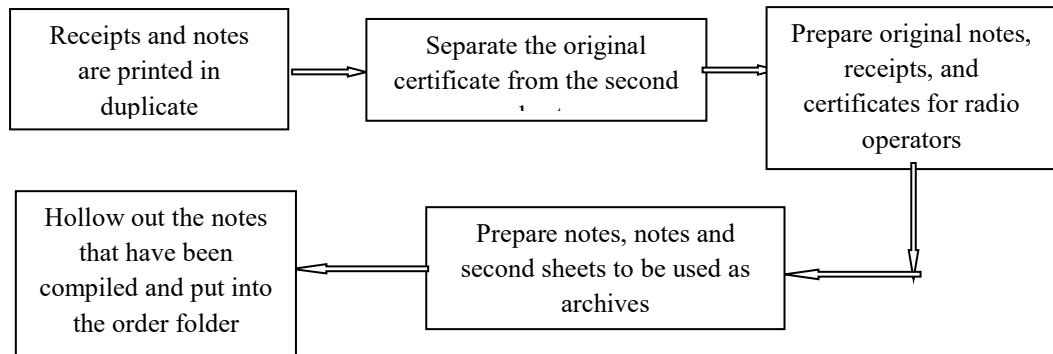 Receipts and notes
are printed in
duplicate
Separate the original
certificate from the second
Prepare original notes,
receipts, and
certificates for radio
operators
Prepare notes, notes and
second sheets to be used as
archives
Hollow out the notes
that have been
compiled and put into
the order folder